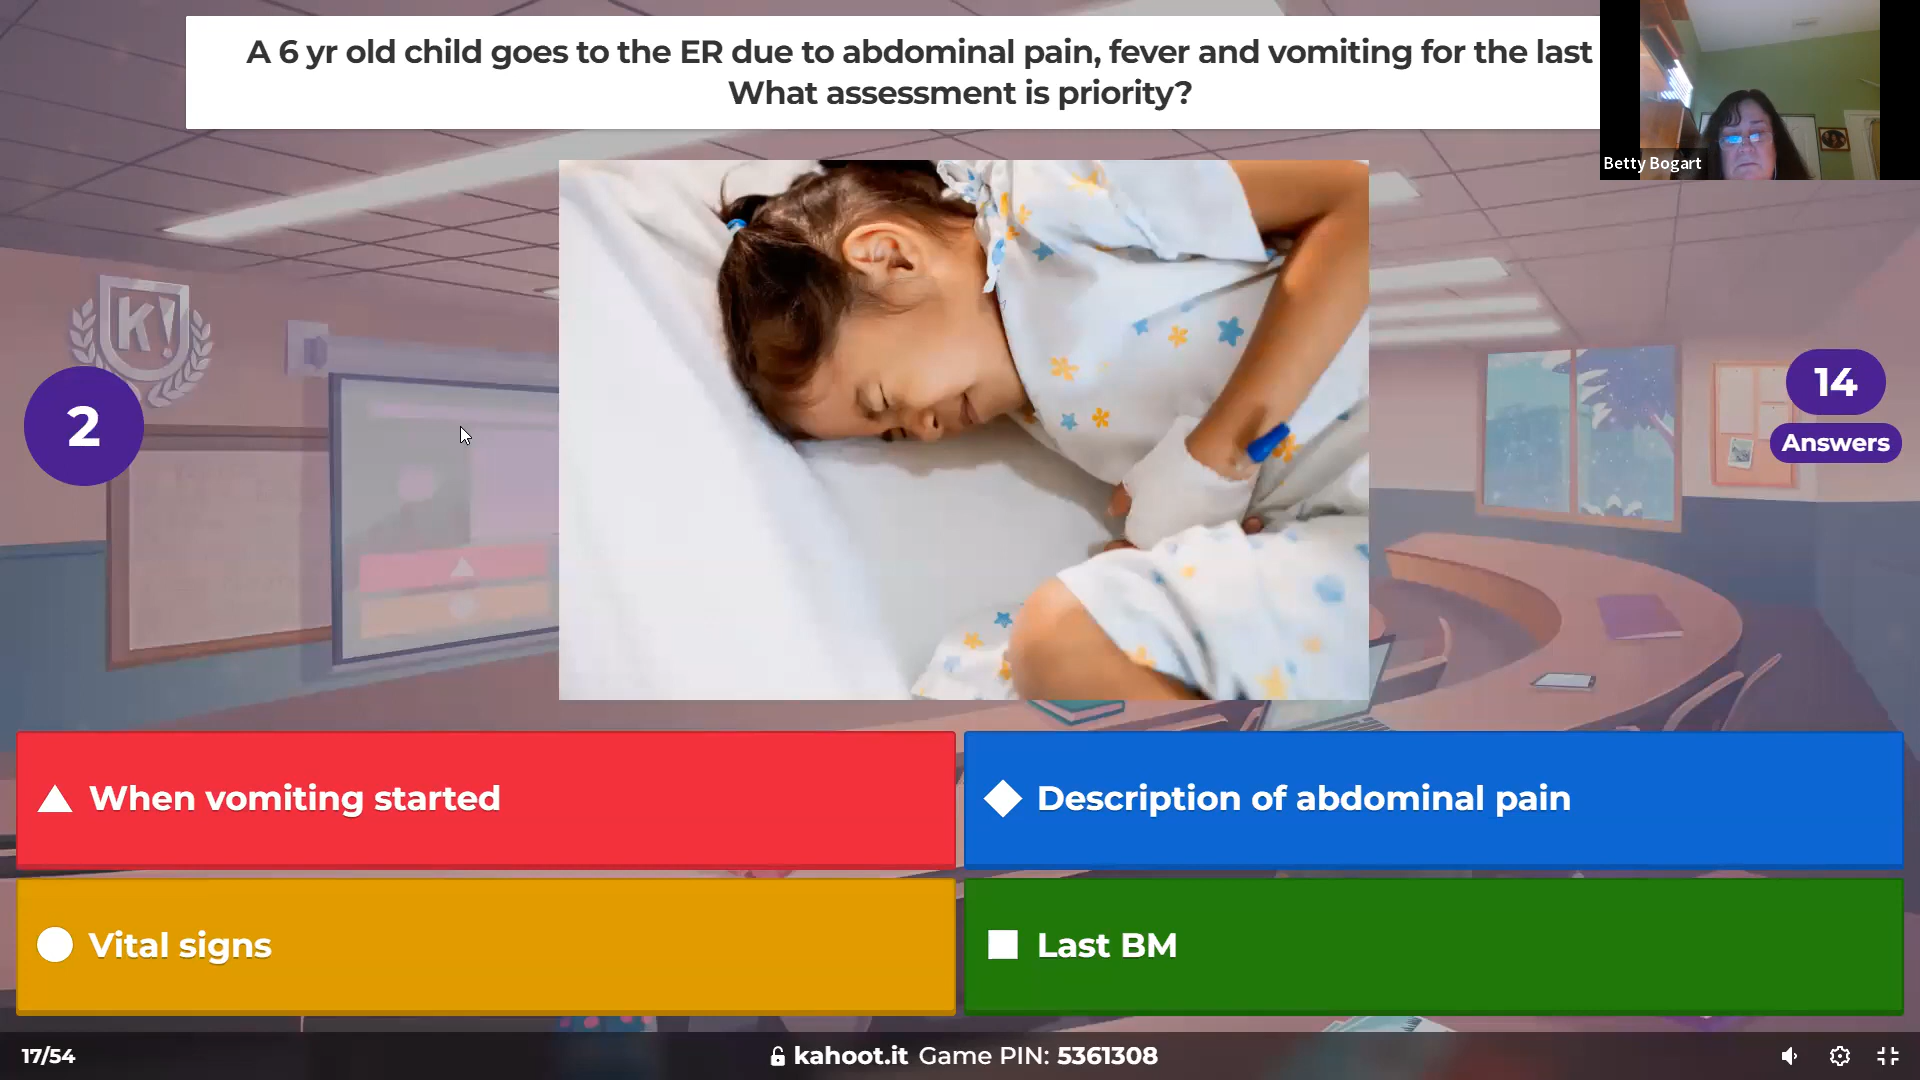 A 6 yr old child goes to the ER due to abdominal pain, fever and vomiting for the last
What assessment is priority?
Betty Bogart
K!
2
14
Answers
When vomiting started
Description of abdominal pain
Vital signs
Last BM
17/54
kahoot.it Game PIN: 5361308